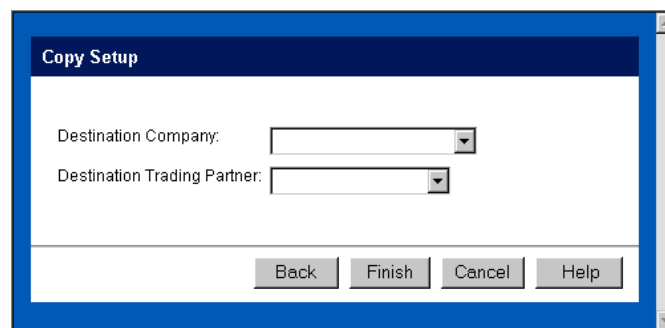 Copy Setup
Destination Company:
Destination Trading Partner:
Back Finish Cancel Help